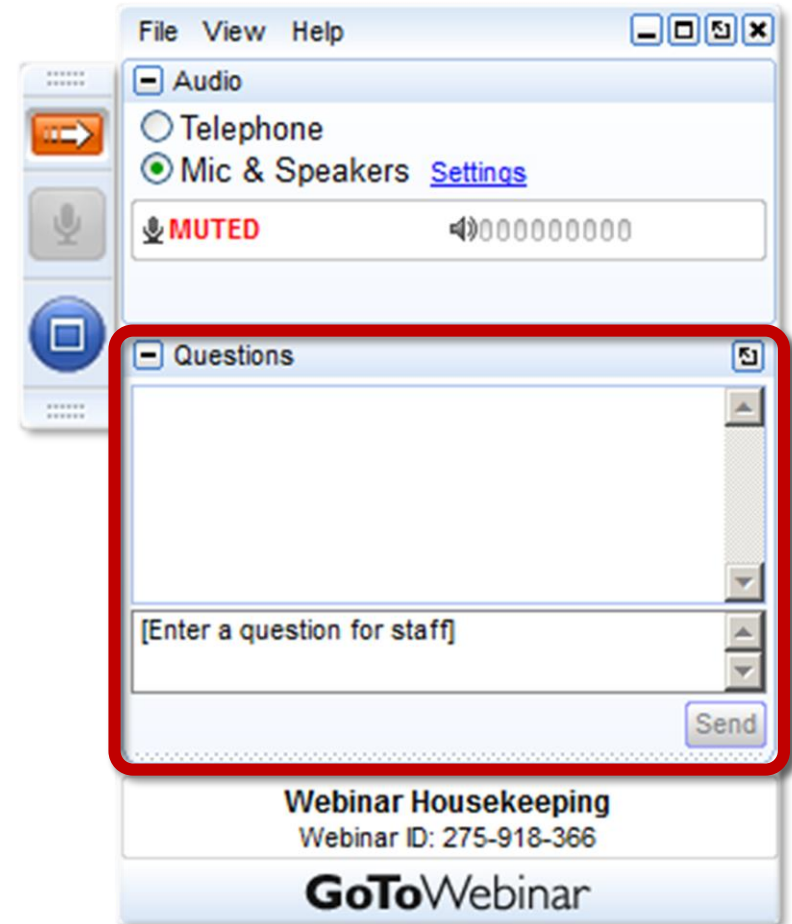 File View Help
Audio
Telephone
Mic & Speakers Settings
MUTED
Questions
[Enter a question for staff]
Send
Webinar Housekeeping
Webinar ID: 275-918-366
GoToWebinar